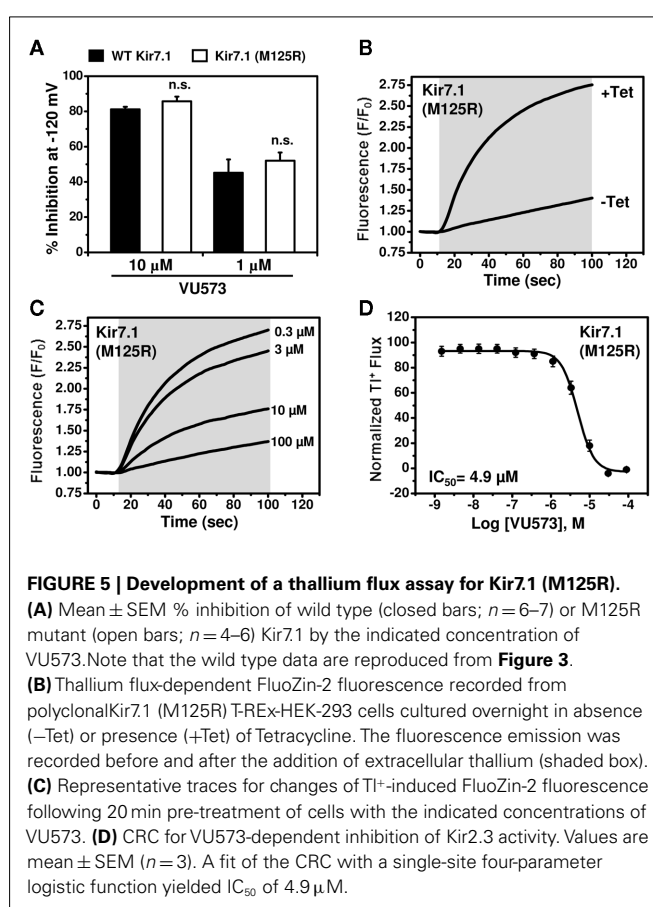 A
WT Kir7.1 Kir7.1 (M125R)
% Inhibition at -120 mV
100
80
60
40
20
0
n.s.
n.s.
10 µM 1 µM
VU573
B
Kir7.1
(M125R)
Fluorescence (F/F0)
2.75
2.50
2.25
2.00
1.75
1.50
1.25
1.00
0.75
+Tet
-Tet
0 20 40 60 80 100 120
Time (sec)
C
Kir7.1
(M125R)
Fluorescence (F/F0)
2.75
2.50
2.25
2.00
1.75
1.50
1.25
1.00
0.75
0.3 µM
3 µM
10 µM
100 µM
0 20 40 60 80 100 120
Time (sec)
D
Kir7.1
(M125R)
Normalized Tl+ Flux
120
100
80
60
40
20
0
-20
IC50= 4.9 µM
-9 -8 -7 -6 -5 -4
Log [VU573], M
FIGURE 5 | Development of a thallium flux assay for Kir7.1 (M125R).
(A) Mean ± SEM % inhibition of wild type (closed bars; n = 6–7) or M125R
mutant (open bars; n = 4–6) Kir7.1 by the indicated concentration of
VU573.Note that the wild type data are reproduced from Figure 3.
(B) Thallium flux-dependent FluoZin-2 fluorescence recorded from
polyclonalKir7.1 (M125R) T-REx-HEK-293 cells cultured overnight in absence
(−Tet) or presence (+Tet) of Tetracycline. The fluorescence emission was
recorded before and after the addition of extracellular thallium (shaded box).
(C) Representative traces for changes of Tl+-induced FluoZin-2 fluorescence
following 20 min pre-treatment of cells with the indicated concentrations of
VU573. (D) CRC for VU573-dependent inhibition of Kir2.3 activity. Values are
mean ± SEM (n = 3). A fit of the CRC with a single-site four-parameter
logistic function yielded IC50 of 4.9 µM.